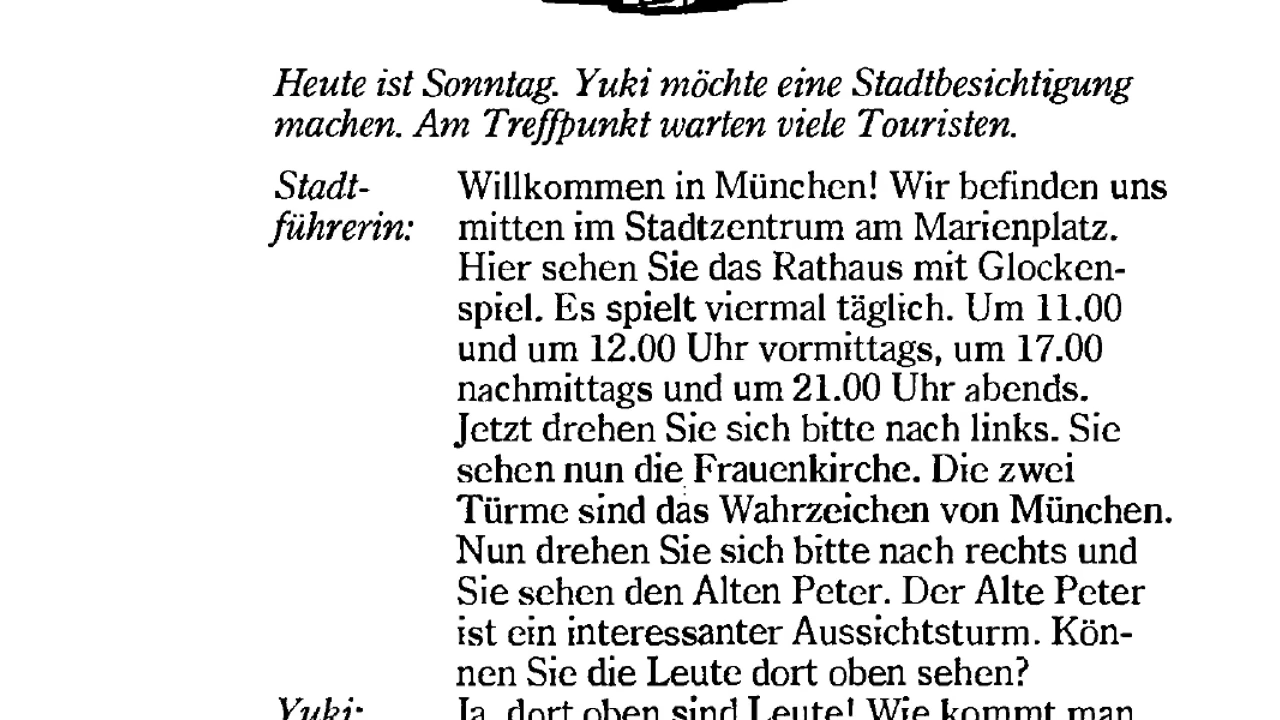 Heute ist Sonntag. Yuki möchte eine Stadtbesichtigung
machen. Am Treffpunkt warten viele Touristen.
Stadt-
führerin:
Willkommen in München! Wir befinden uns
mitten im Stadtzentrum am Marienplatz.
Hier sehen Sie das Rathaus mit Glocken-
spiel. Es spielt viermal täglich. Um 11.00
und um 12.00 Uhr vormittags, um 17.00
nachmittags und um 21.00 Uhr abends.
Jetzt drehen Sie sich bitte nach links. Sie
sehen nun die Frauenkirche. Die zwei
Türme sind das Wahrzeichen von München.
Nun drehen Sie sich bitte nach rechts und
Sie sehen den Alten Peter. Der Alte Peter
ist ein interessanter Aussichtsturm. Kön-
nen Sie die Leute dort oben sehen?
Yuki: Ja, dort oben sind Leute! Wie kommt man